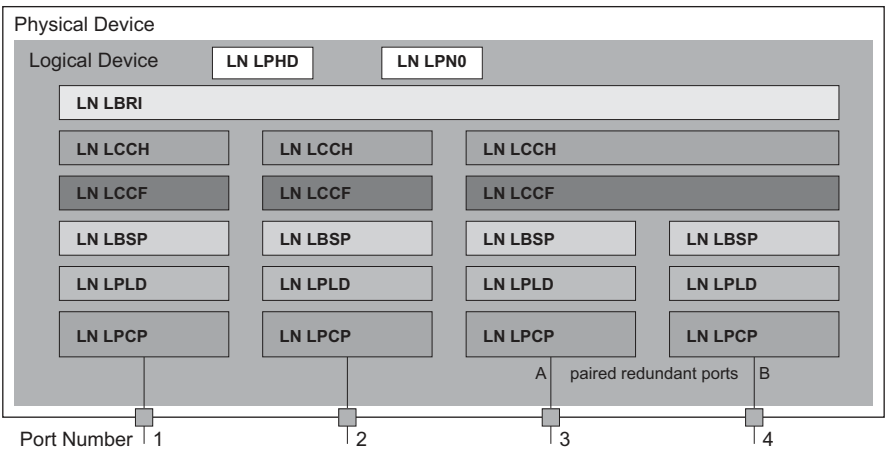 Physical Device
Logical Device LN LPHD LN LPN0
LN LBRI
LN LCCH LN LCCH LN LCCH
LN LCCF LN LCCF LN LCCF
LN LBSP LN LBSP LN LBSP LN LBSP
LN LPLD LN LPLD LN LPLD LN LPLD
LN LPCP LN LPCP LN LPCP LN LPCP
A paired redundant ports B
Port Number 1 2 3 4